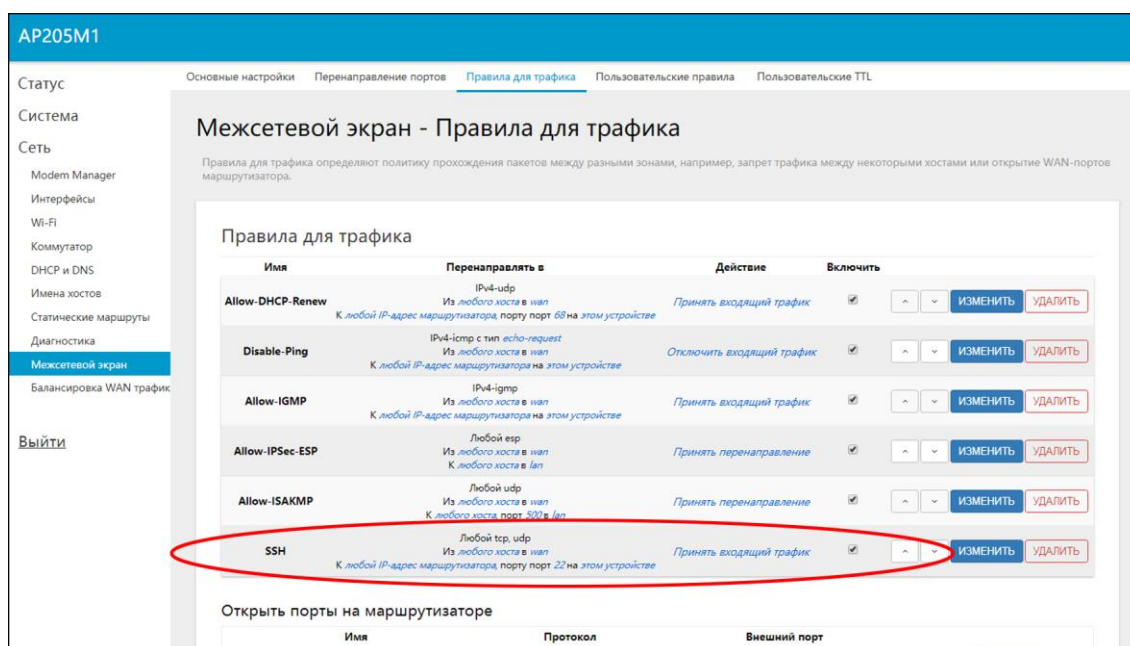 AP205M1
Статус
Система
Сеть
Modem Manager
Интерфейсы
Wi-Fi
Коммутатор
DHCP и DNS
Имена хостов
Статические маршруты
Диагностика
Межсетевой экран
Балансировка WAN трафик
Выйти
Основные настройки Перенаправление портов Правила для трафика Пользовательские правила Пользовательские TTL
Межсетевой экран - Правила для трафика
Правила для трафика определяют политику прохождения пакетов между разными зонами, например, запрет трафика между некоторыми хостами или открытие WAN-портов
маршрутизатора.
Правила для трафика
Имя Перенаправлять в Действие Включить
IPv4-udp
Allow-DHCP-Renew Из любого хоста в wan Принять входящий трафик ИЗМЕНИТЬ УДАЛИТЬ
К любой IP-адрес маршрутизатора, порту порт 68 на этом устройстве
IPv4-icmp с тип echo-request
Disable-Ping Из любого хоста в wan Отключить входящий трафик ИЗМЕНИТЬ УДАЛИТЬ
К любой IP-адрес маршрутизатора на этом устройстве
IPv4-igmp
Allow-IGMP Из любого хоста в wan Принять входящий трафик ИЗМЕНИТЬ УДАЛИТЬ
К любой IP-адрес маршрутизатора на этом устройстве
Любой esp
Allow-IPSec-ESP Из любого хоста в wan Принять перенаправление ИЗМЕНИТЬ УДАЛИТЬ
К любого хоста в lan
Любой udp
Allow-ISAKMP Из любого хоста в wan Принять перенаправление ИЗМЕНИТЬ УДАЛИТЬ
К любого хоста, порт 500 в lan
Любой tcp, udp
SSH Из любого хоста в wan Принять входящий трафик ИЗМЕНИТЬ УДАЛИТЬ
К любой IP-адрес маршрутизатора, порту порт 22 на этом устройстве
Открыть порты на маршрутизаторе
Имя Протокол Внешний порт